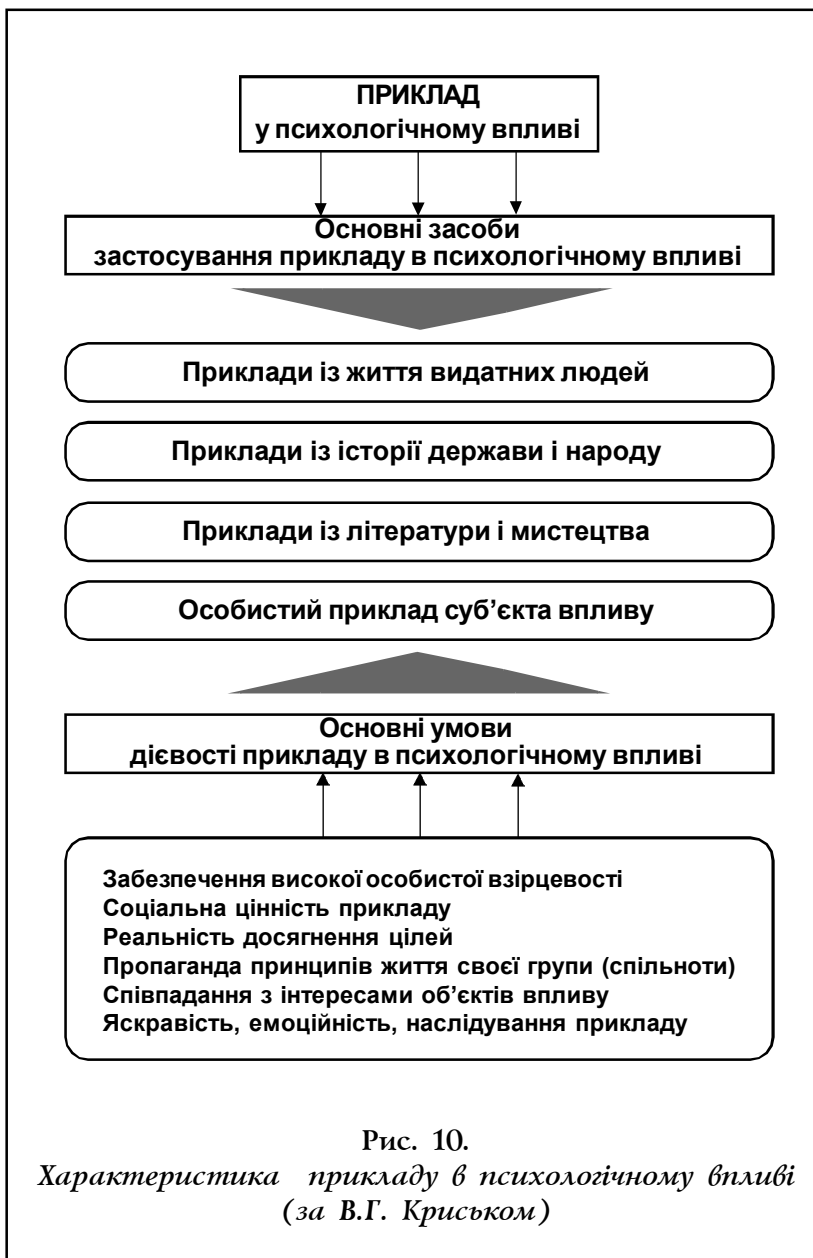 ПРИКЛАД
у психологічному впливі
Основні засоби
застосування прикладу в психологічному впливі
Приклади із життя видатних людей
Приклади із історії держави і народу
Приклади із літератури і мистецтва
Особистий приклад суб’єкта впливу
Основні умови
дієвості прикладу в психологічному впливі
Забезпечення високої особистої взірцевості
Соціальна цінність прикладу
Реальність досягнення цілей
Пропаганда принципів життя своєї групи (спільноти)
Співпадання з інтересами об’єктів впливу
Яскравість, емоційність, наслідування прикладу
Рис. 10.
Характеристика прикладу в психологічному впливі
(за В.Г. Криськом)